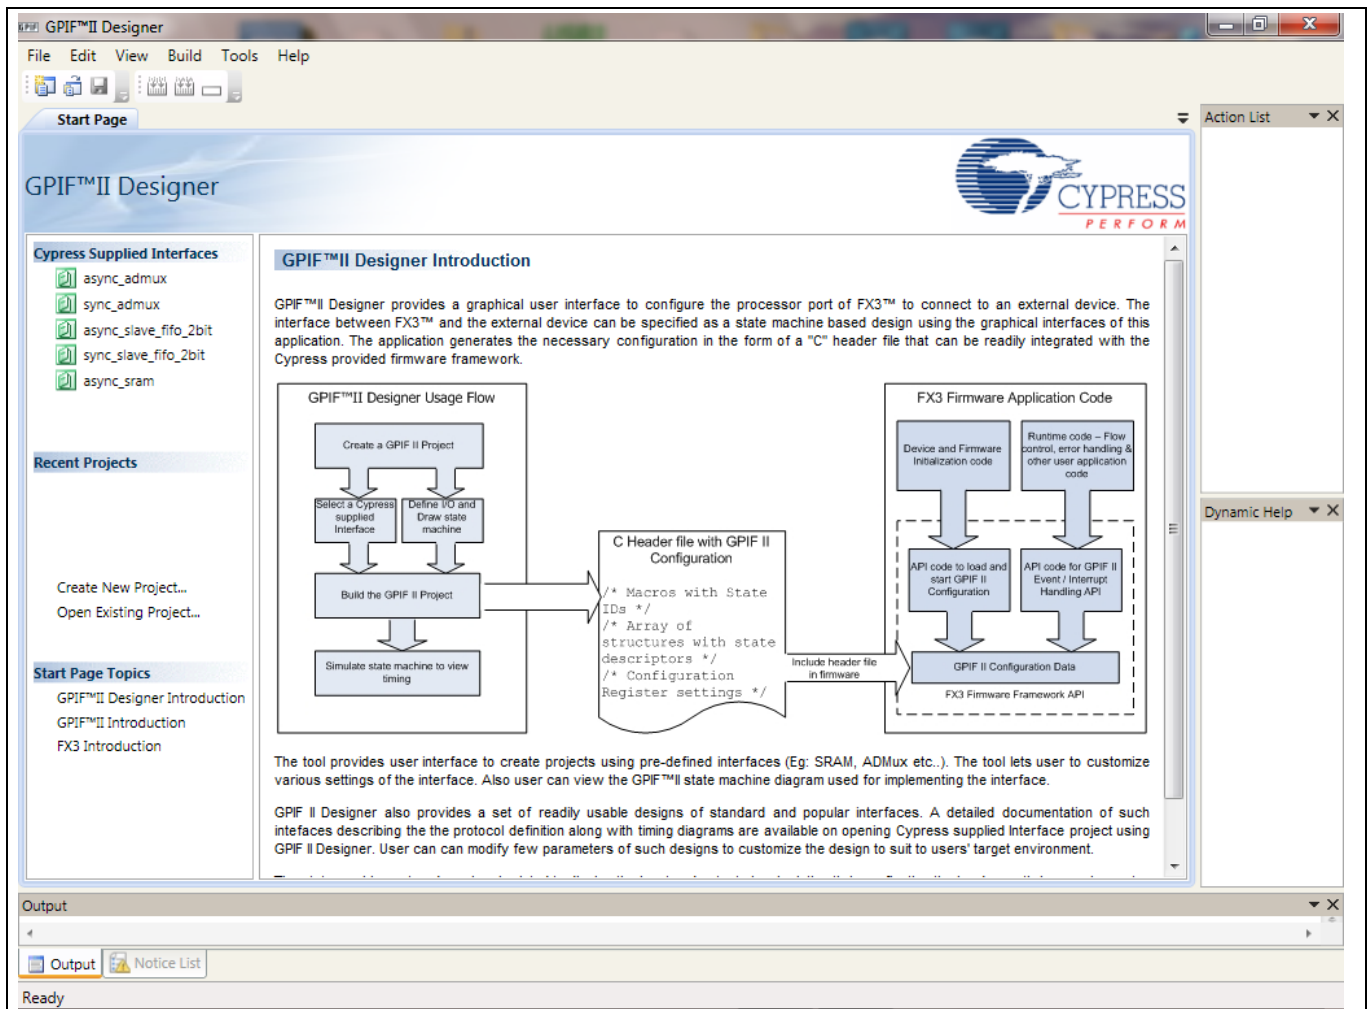 GPIF GPIF™II Designer
File Edit View Build Tools Help
Start Page
Action List
GPIF™II Designer
CYPRESS
PERFORM
Cypress Supplied Interfaces
async_admux
sync_admux
async_slave_fifo_2bit
sync_slave_fifo_2bit
async_sram
Recent Projects
Create New Project...
Open Existing Project...
Start Page Topics
GPIF™II Designer Introduction
GPIF™II Introduction
FX3 Introduction
GPIF™II Designer Introduction
GPIF™II Designer provides a graphical user interface to configure the processor port of FX3™ to connect to an external device. The
interface between FX3™ and the external device can be specified as a state machine based design using the graphical interfaces of this
application. The application generates the necessary configuration in the form of a "C" header file that can be readily integrated with the
Cypress provided firmware framework.
GPIF™II Designer Usage Flow
Create a GPIF II Project
Select a Cypress
supplied
Interface
Define I/O and
Draw state
machine
Build the GPIF II Project
Simulate state machine to view
timing
C Header file with GPIF II
Configuration
/* Macros with State
IDs */
/* Array of
structures with state
descriptors */
/* Configuration
Register settings */
Include header file
in firmware
FX3 Firmware Application Code
Device and Firmware
Initialization code
Runtime code – Flow
control, error handling &
other user application
code
API code to load and
start GPIF II
Configuration
API code for GPIF II
Event / Interrupt
Handling API
GPIF II Configuration Data
FX3 Firmware Framework API
The tool provides user interface to create projects using pre-defined interfaces (Eg: SRAM, ADMux etc..). The tool lets user to customize
various settings of the interface. Also user can view the GPIF™II state machine diagram used for implementing the interface.
GPIF II Designer also provides a set of readily usable designs of standard and popular interfaces. A detailed documentation of such
intefaces describing the the protocol definition along with timing diagrams are available on opening Cypress supplied Interface project using
GPIF II Designer. User can can modify few parameters of such designs to customize the design to suit to users' target environment.
Dynamic Help
Output
Output Notice List
Ready